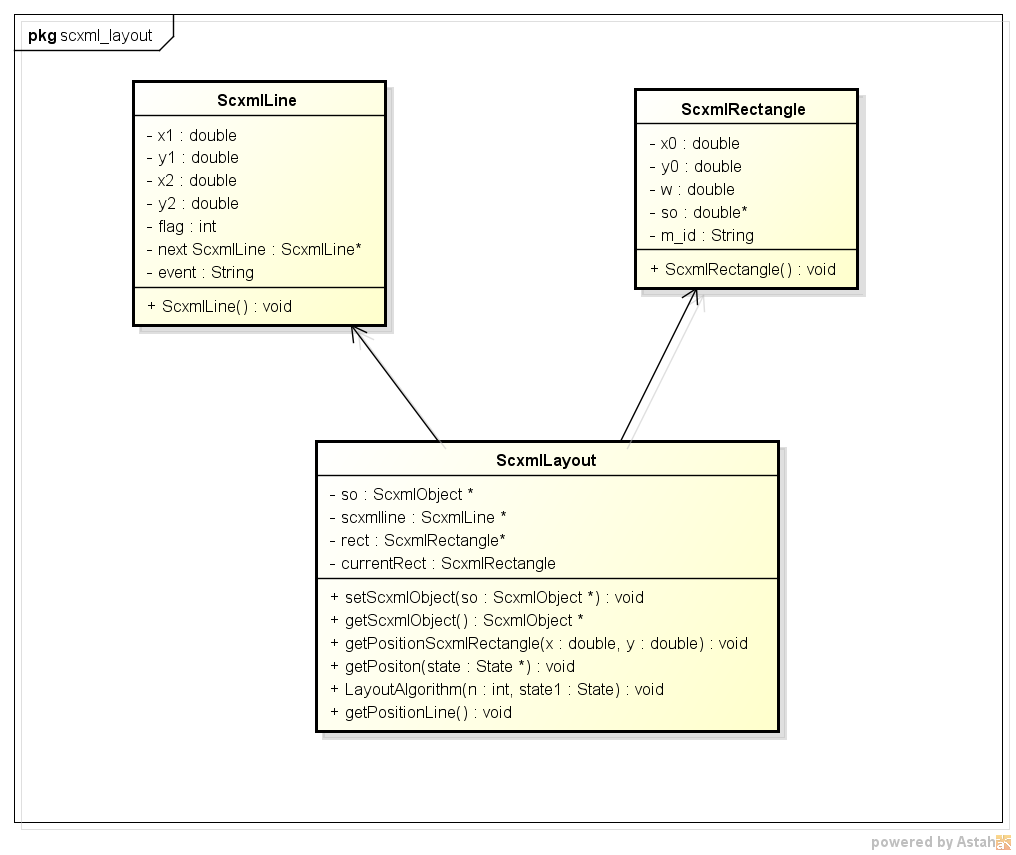 pkg scxml_layout
ScxmlLine
- x1 : double
- y1 : double
- x2 : double
- y2 : double
- flag : int
- next ScxmlLine : ScxmlLine*
- event : String
+ ScxmlLine() : void
ScxmlRectangle
- x0 : double
- y0 : double
- w : double
- so : double*
- m_id : String
+ ScxmlRectangle() : void
ScxmlLayout
- so : ScxmlObject *
- scxmlline : ScxmlLine *
- rect : ScxmlRectangle*
- currentRect : ScxmlRectangle
+ setScxmlObject(so : ScxmlObject *) : void
+ getScxmlObject() : ScxmlObject *
+ getPositionScxmlRectangle(x : double, y : double) : void
+ getPositon(state : State *) : void
+ LayoutAlgorithm(n : int, state1 : State) : void
+ getPositionLine() : void
powered by Astah